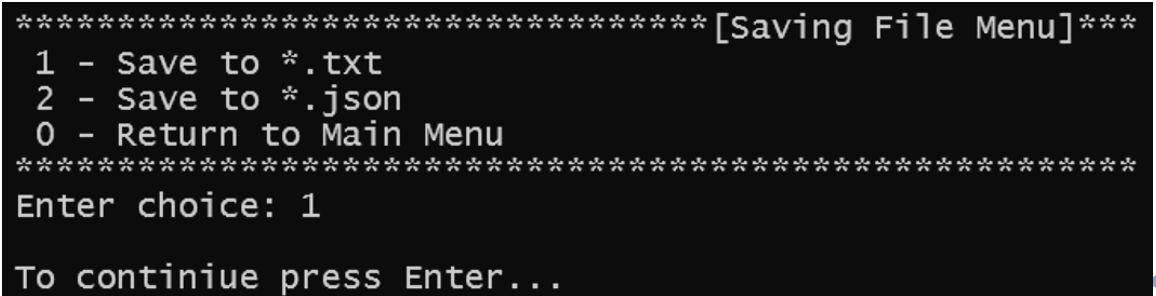 **********************************[Saving File Menu]***
1 - Save to *.txt
2 - Save to *.json
0 - Return to Main Menu
*******************************************************
Enter choice: 1
To continiue press Enter...